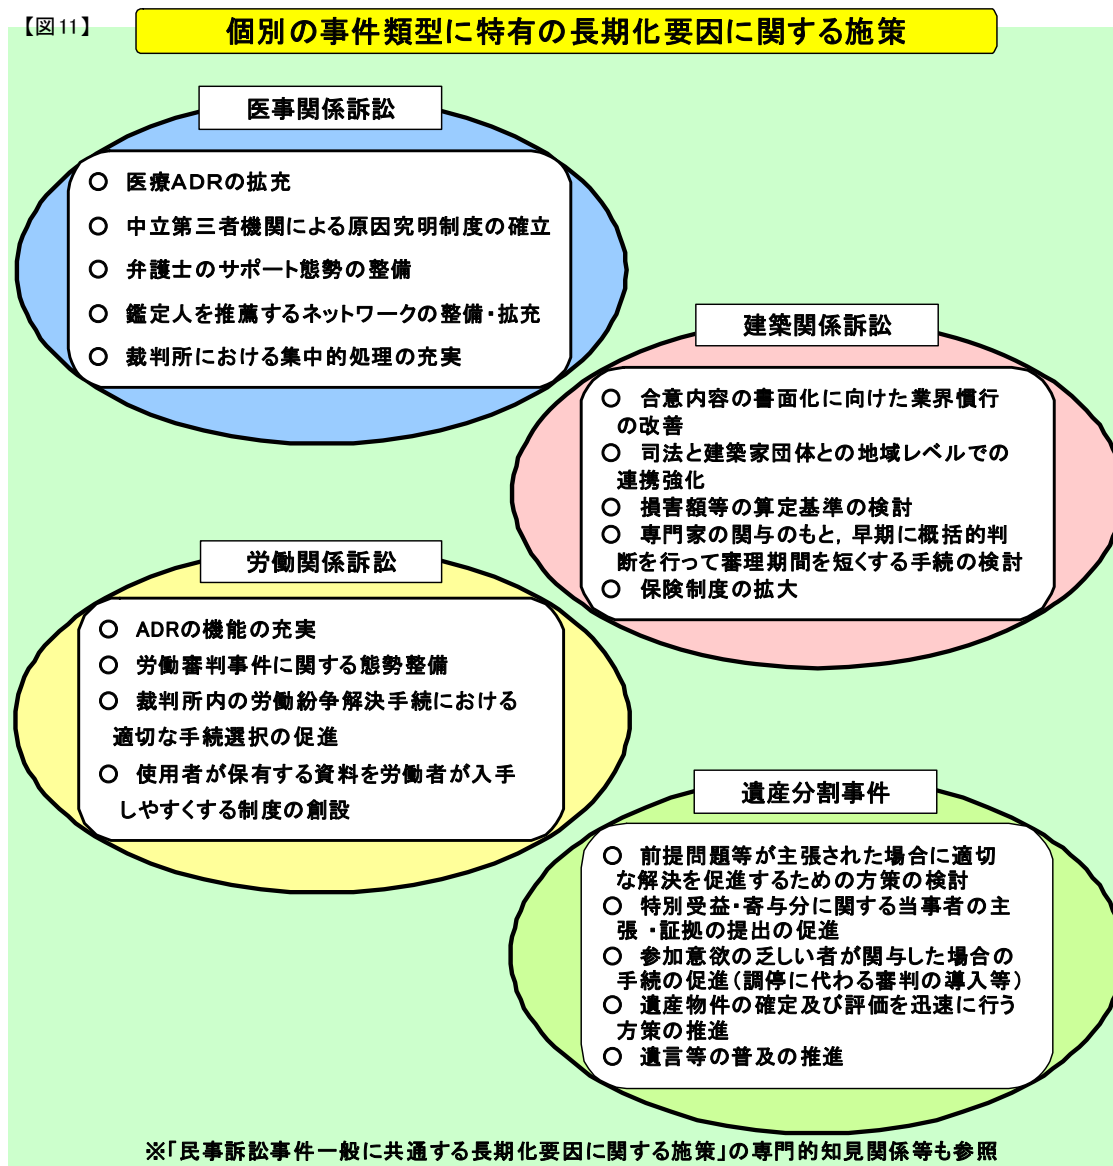 【図11】
個別の事件類型に特有の長期化要因に関する施策
医事関係訴訟
○ 医療ADRの拡充
○ 中立第三者機関による原因究明制度の確立
○ 弁護士のサポート態勢の整備
○ 鑑定人を推薦するネットワークの整備・拡充
○ 裁判所における集中的処理の充実
建築関係訴訟
○ 合意内容の書面化に向けた業界慣行
の改善
○ 司法と建築家団体との地域レベルでの
連携強化
○ 損害額等の算定基準の検討
○ 専門家の関与のもと，早期に概括的判
断を行って審理期間を短くする手続の検討
○ 保険制度の拡大
労働関係訴訟
○ ADRの機能の充実
○ 労働審判事件に関する態勢整備
○ 裁判所内の労働紛争解決手続における
適切な手続選択の促進
○ 使用者が保有する資料を労働者が入手
しやすくする制度の創設
遺産分割事件
○ 前提問題等が主張された場合に適切
な解決を促進するための方策の検討
○ 特別受益・寄与分に関する当事者の主
張・証拠の提出の促進
○ 参加意欲の乏しい者が関与した場合の
手続の促進（調停に代わる審判の導入等）
○ 遺産物件の確定及び評価を迅速に行う
方策の推進
○ 遺言等の普及の推進
※「民事訴訟事件一般に共通する長期化要因に関する施策」の専門的知見関係等も参照